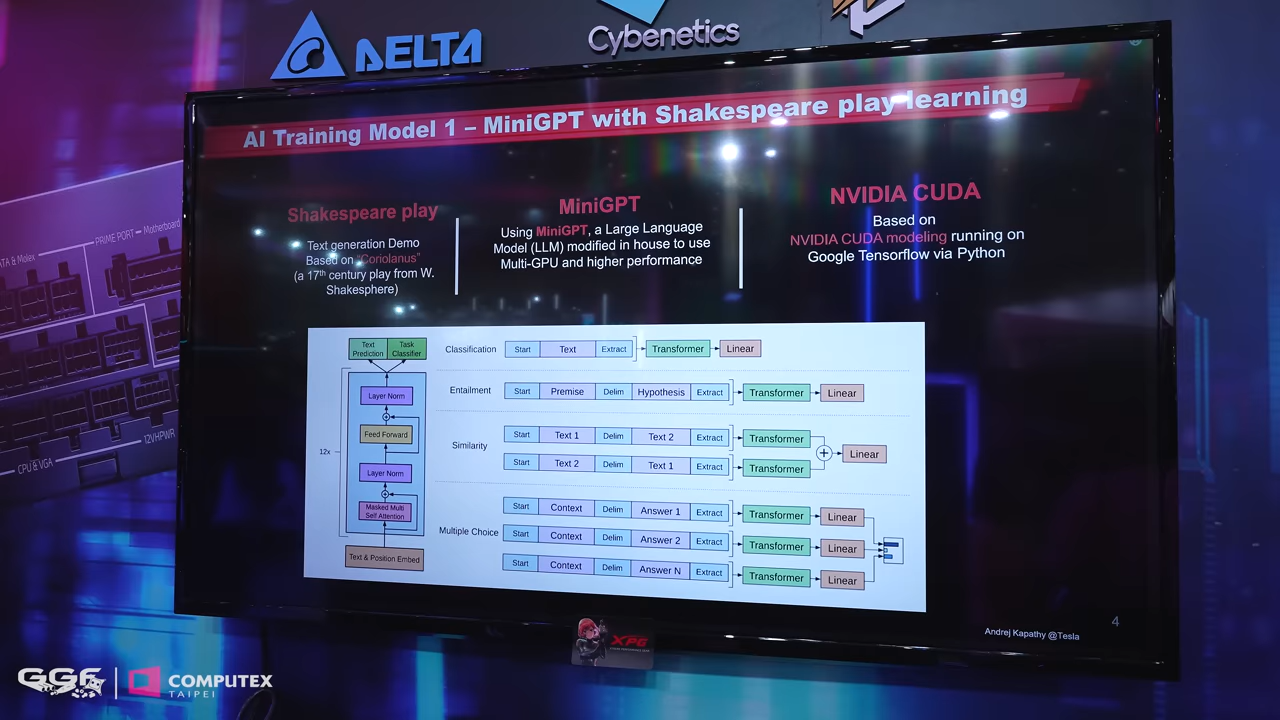 DELTA
Cybenetics
AI Training Model 1 – MiniGPT with Shakespeare play learning
Shakespeare play
Text generation Demo
Based on "Coriolanus"
(a 17th century play from W.
Shakesphere)
MiniGPT
Using MiniGPT, a Large Language
Model (LLM) modified in house to use
Multi-GPU and higher performance
NVIDIA CUDA
Based on
NVIDIA CUDA modeling running on
Google Tensorflow via Python
Text Prediction
Task Classifier
Layer Norm
Feed Forward
12x
Layer Norm
Masked Multi
Self Attention
Text & Position Embed
Classification Start Text Extract Transformer Linear
Entailment Start Premise Delim Hypothesis Extract Transformer Linear
Similarity
Start Text 1 Delim Text 2 Extract Transformer
+ Linear
Start Text 2 Delim Text 1 Extract Transformer
Multiple Choice
Start Context Delim Answer 1 Extract Transformer Linear
Start Context Delim Answer 2 Extract Transformer Linear
Start Context Delim Answer N Extract Transformer Linear
4
Andrej Kapathy @Tesla
XPG
PRIME PORT – Motherboard
ATA & Molex
CPU & VGA
12VHPWR
GGF
COMPUTEX
TAIPEI